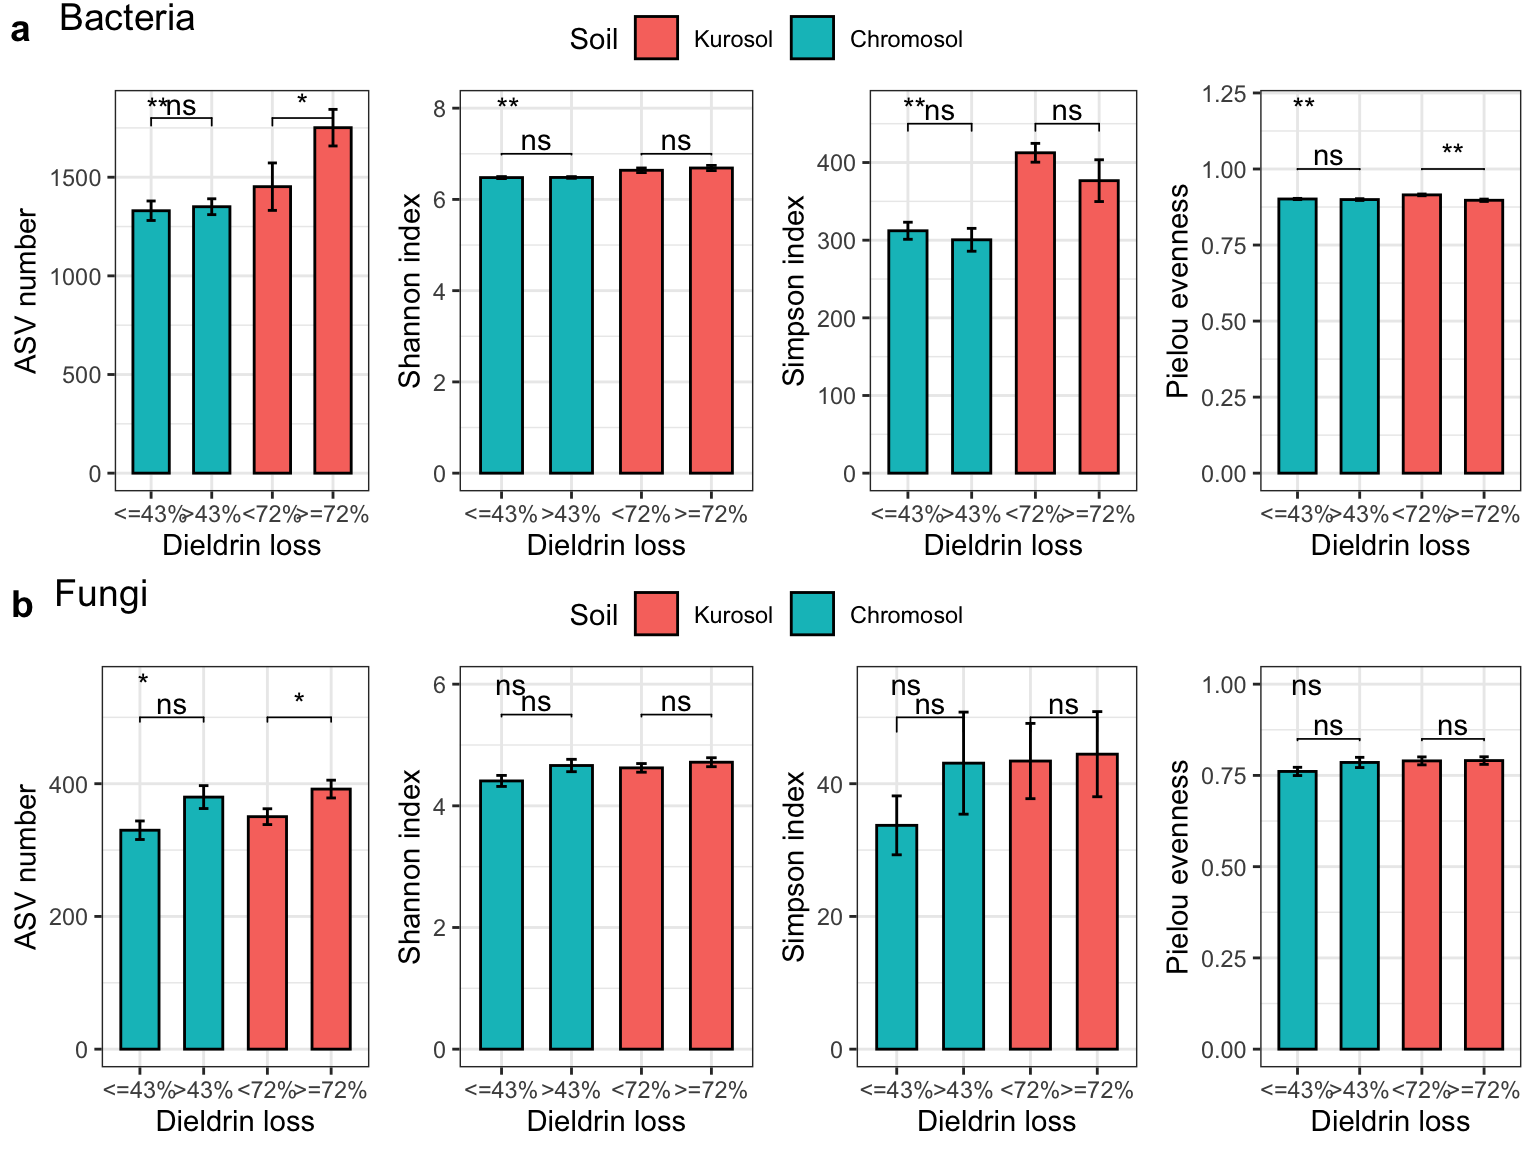 a Bacteria
Soil Kurosol Chromosol
**ns *
ASV number
1500
1000
500
0
<=43% >43% <72% >=72%
Dieldrin loss
**
ns ns
Shannon index
8
6
4
2
0
<=43% >43% <72% >=72%
Dieldrin loss
**ns ns
Simpson index
400
300
200
100
0
<=43% >43% <72% >=72%
Dieldrin loss
**
ns **
Pielou evenness
1.25
1.00
0.75
0.50
0.25
0.00
<=43% >43% <72% >=72%
Dieldrin loss
b Fungi
Soil Kurosol Chromosol
*
ns *
ASV number
400
200
0
<=43% >43% <72% >=72%
Dieldrin loss
ns
ns ns
Shannon index
6
4
2
0
<=43% >43% <72% >=72%
Dieldrin loss
ns
ns ns
Simpson index
40
20
0
<=43% >43% <72% >=72%
Dieldrin loss
ns
ns ns
Pielou evenness
1.00
0.75
0.50
0.25
0.00
<=43% >43% <72% >=72%
Dieldrin loss